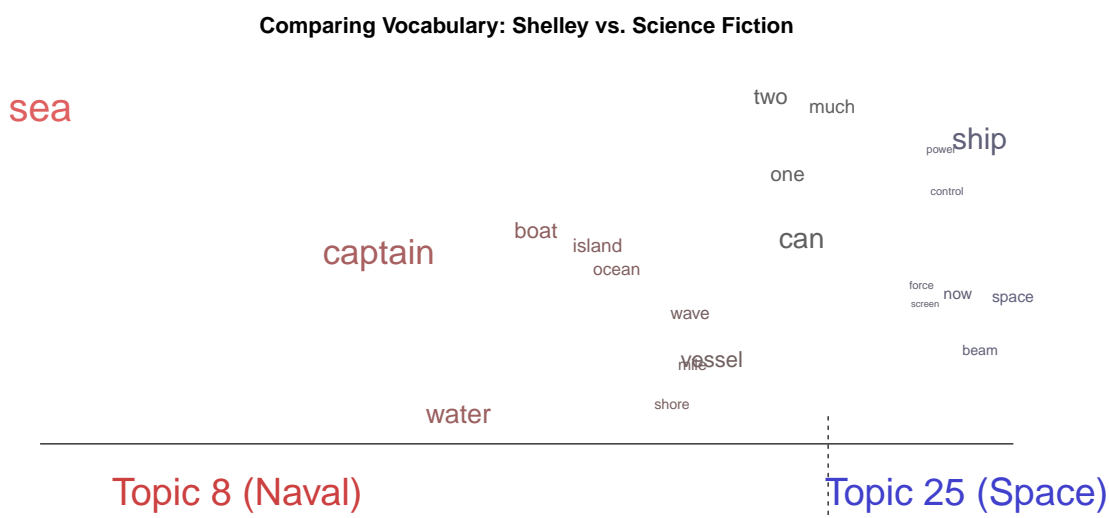 Comparing Vocabulary: Shelley vs. Science Fiction
sea
two
much
ship
power
one
control
boat
can
island
captain
ocean
force
now
space
screen
wave
beam
vessel
mile
shore
water
Topic 8 (Naval)
Topic 25 (Space)